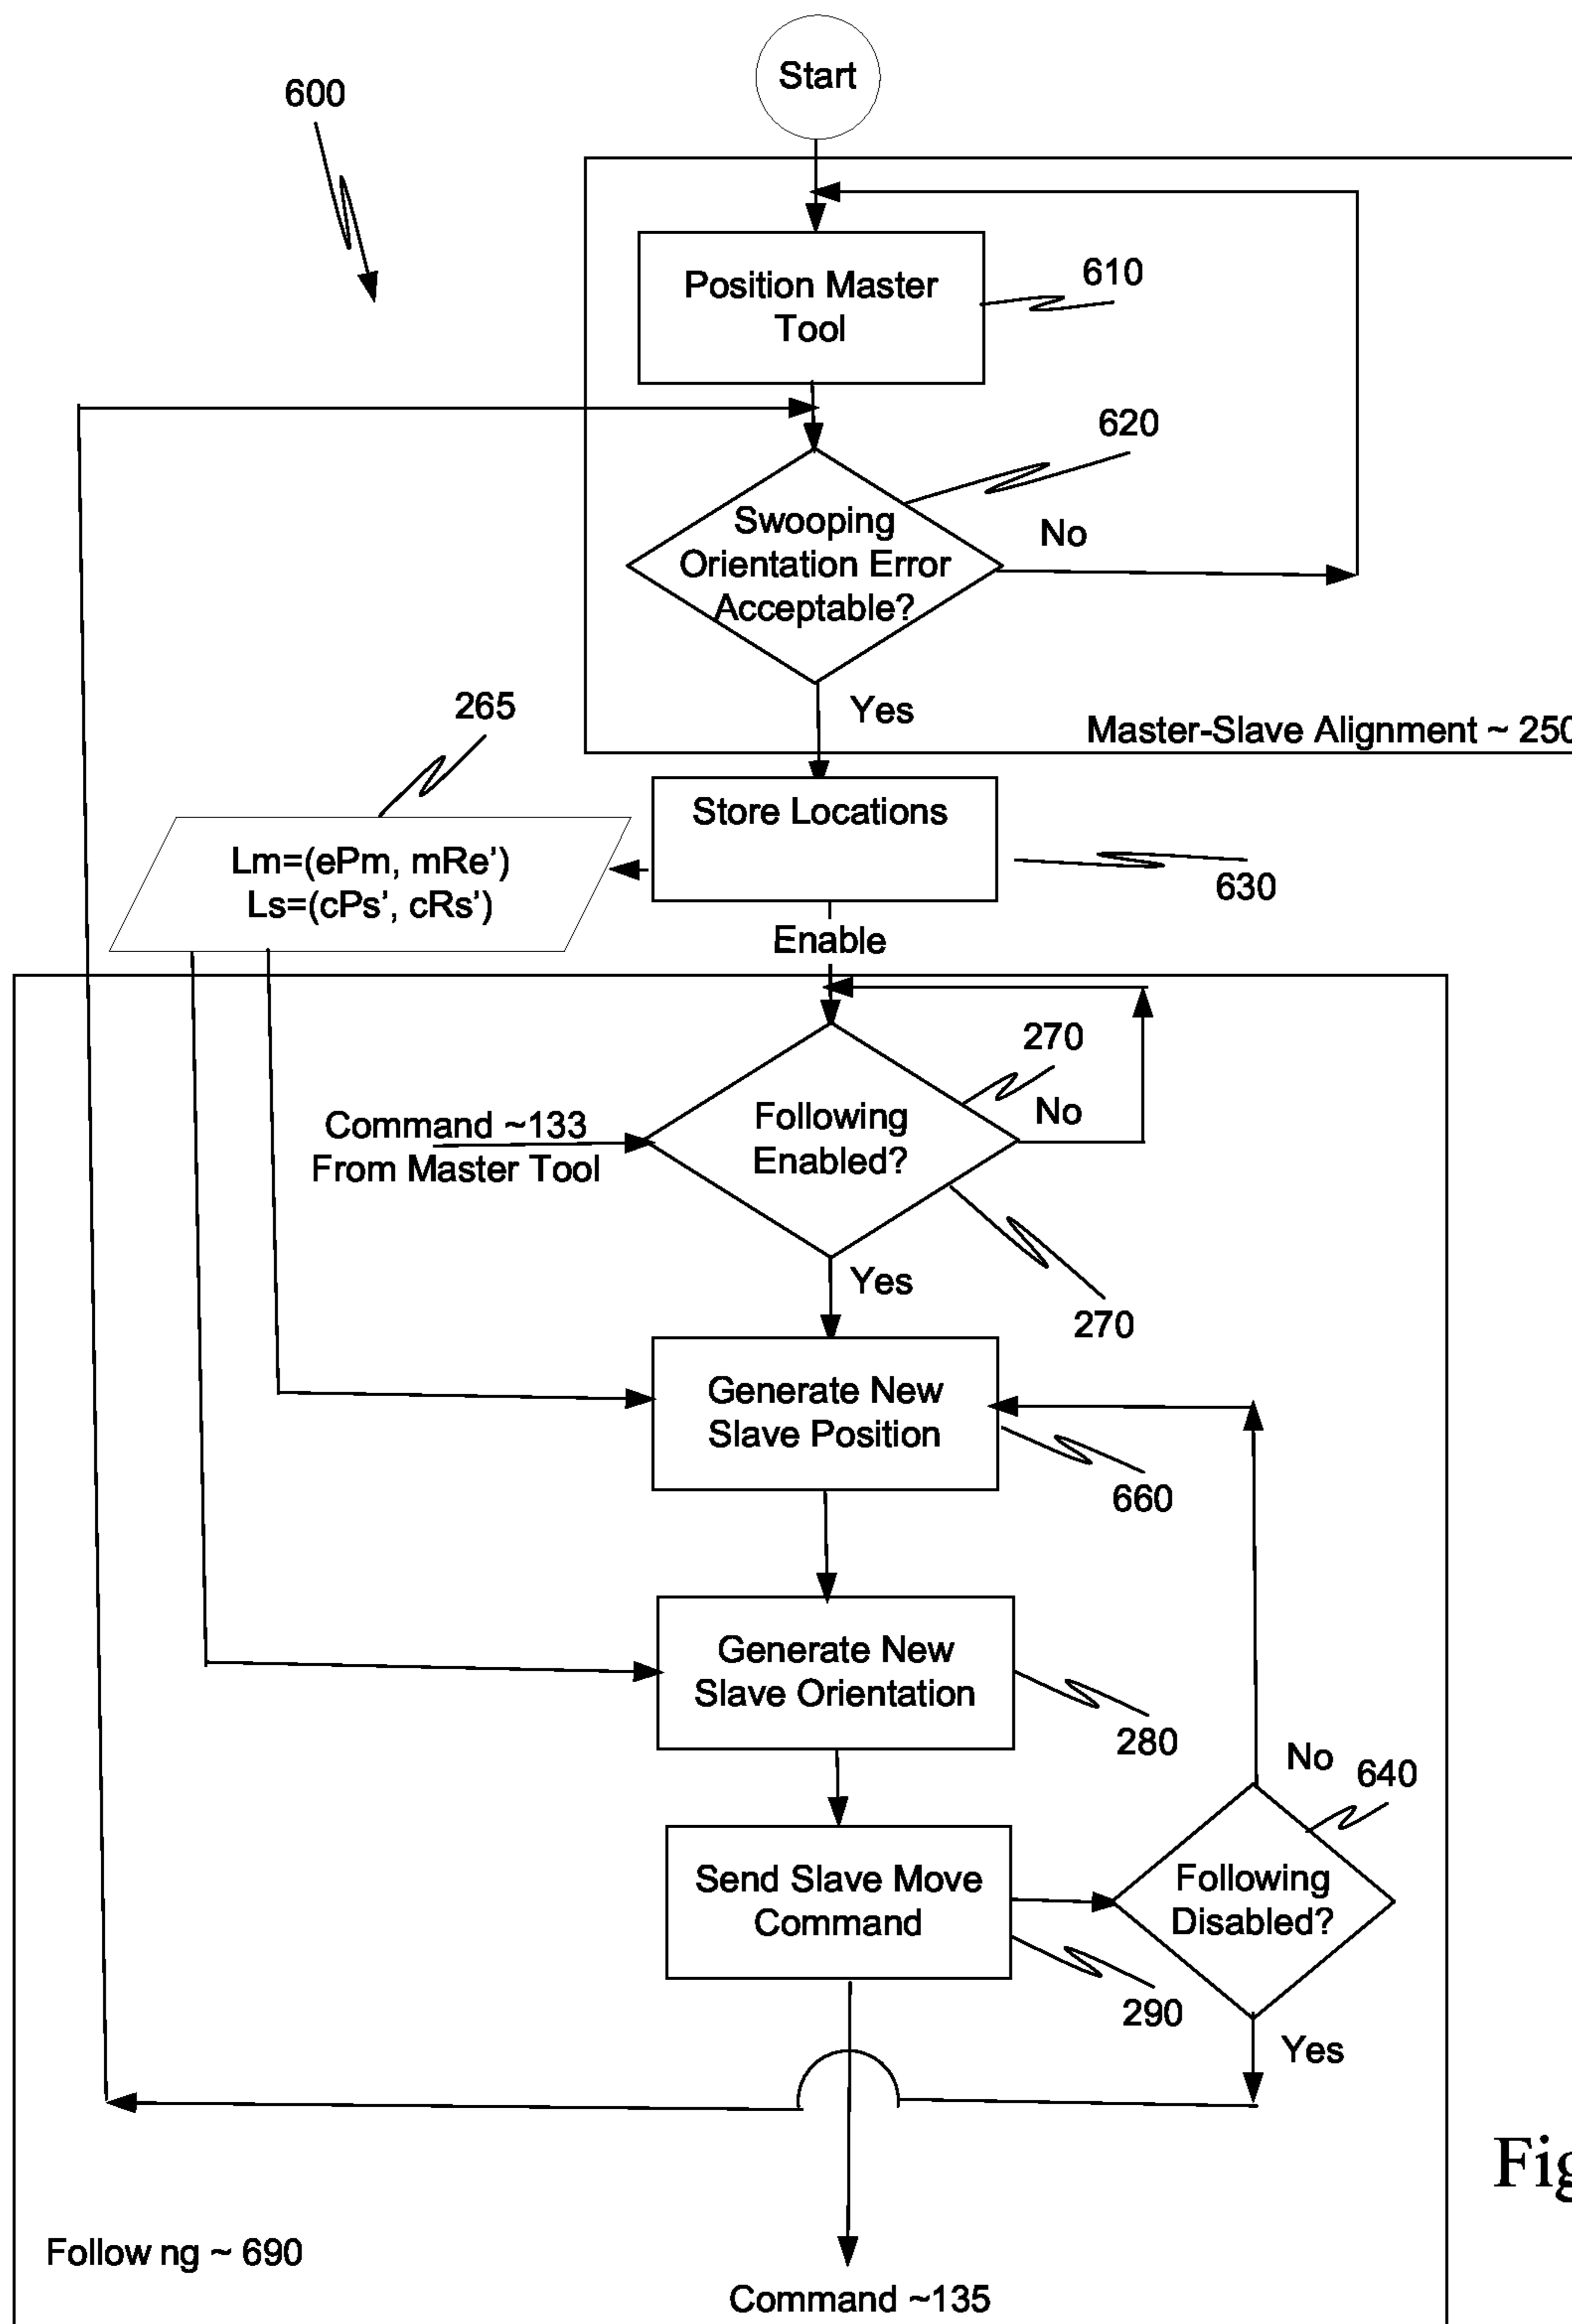 Start
600
Position Master
Tool
610
620
Swooping
Orientation Error
Acceptable?
No
Yes
Master-Slave Alignment ~ 250
265
Store Locations
Lm=(ePm, mRe’)
Ls=(cPs’, cRs’)
630
Enable
270
Following
Enabled?
No
Command ~133
From Master Tool
Yes
270
Generate New
Slave Position
660
Generate New
Slave Orientation
280
No
640
Send Slave Move
Command
Following
Disabled?
290
Yes
Fig
Follow ng ~ 690
Command ~135